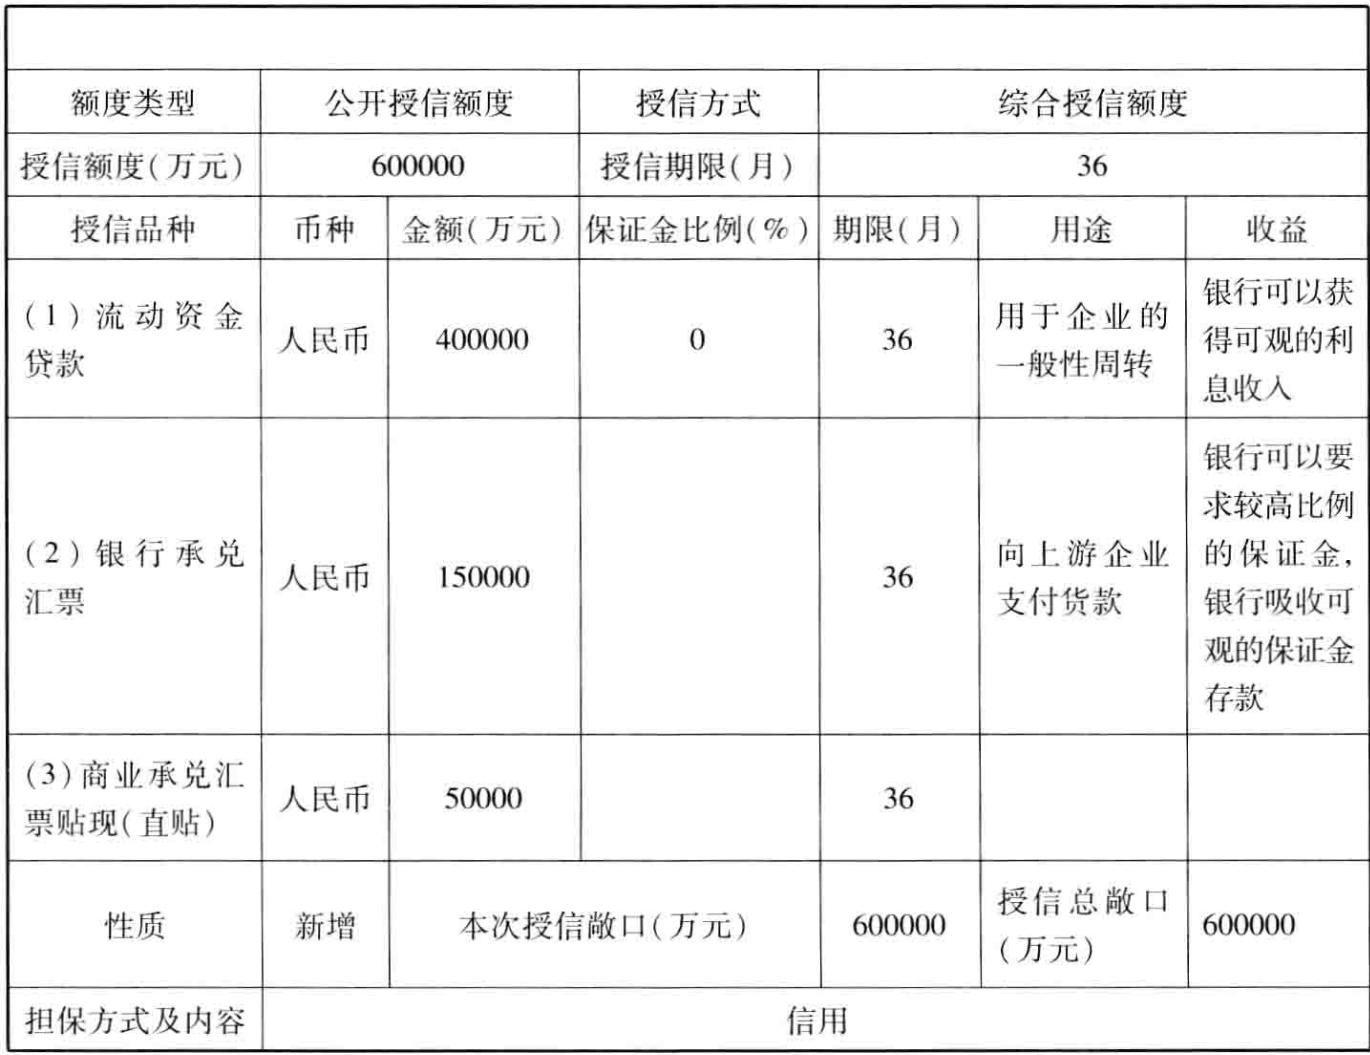 额度类型 公开授信额度 授信方式 综合授信额度
授信额度(万元) 600000 授信期限(月) 36
授信品种 币种 金额(万元) 保证金比例(%) 期限(月) 用途 收益
(1)流动资金
贷款
人民币
400000
0
36
用于企业的
一般性周转
银行可以获
得可观的利
息收入
(2)银行承兑
汇票
人民币
150000
36
向上游企业
支付货款
银行可以要
求较高比例
的保证金,
银行吸收可
观的保证金
存款
(3)商业承兑汇
票贴现(直贴)
人民币
50000
36
性质
新增
本次授信敞口(万元)
600000
授信总敞口
(万元)
600000
担保方式及内容 信用